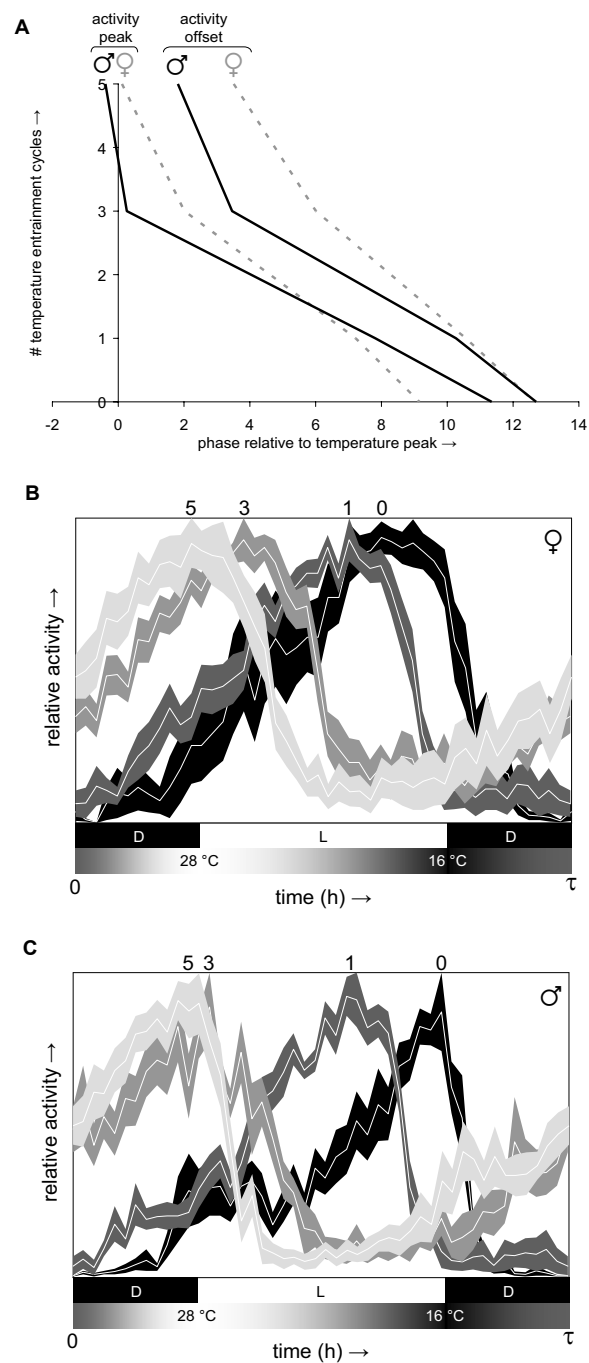 A
activity peak
activity offset
♂ ♀ ♂ ♀
5
4
3
2
1
0
# temperature entrainment cycles →
-2 0 2 4 6 8 10 12 14
phase relative to temperature peak →
B
5 3 1 0
♀
relative activity →
D L D
28 °C 16 °C
0 τ
time (h) →
C
5 3 1 0
♂
relative activity →
D L D
28 °C 16 °C
0 τ
time (h) →